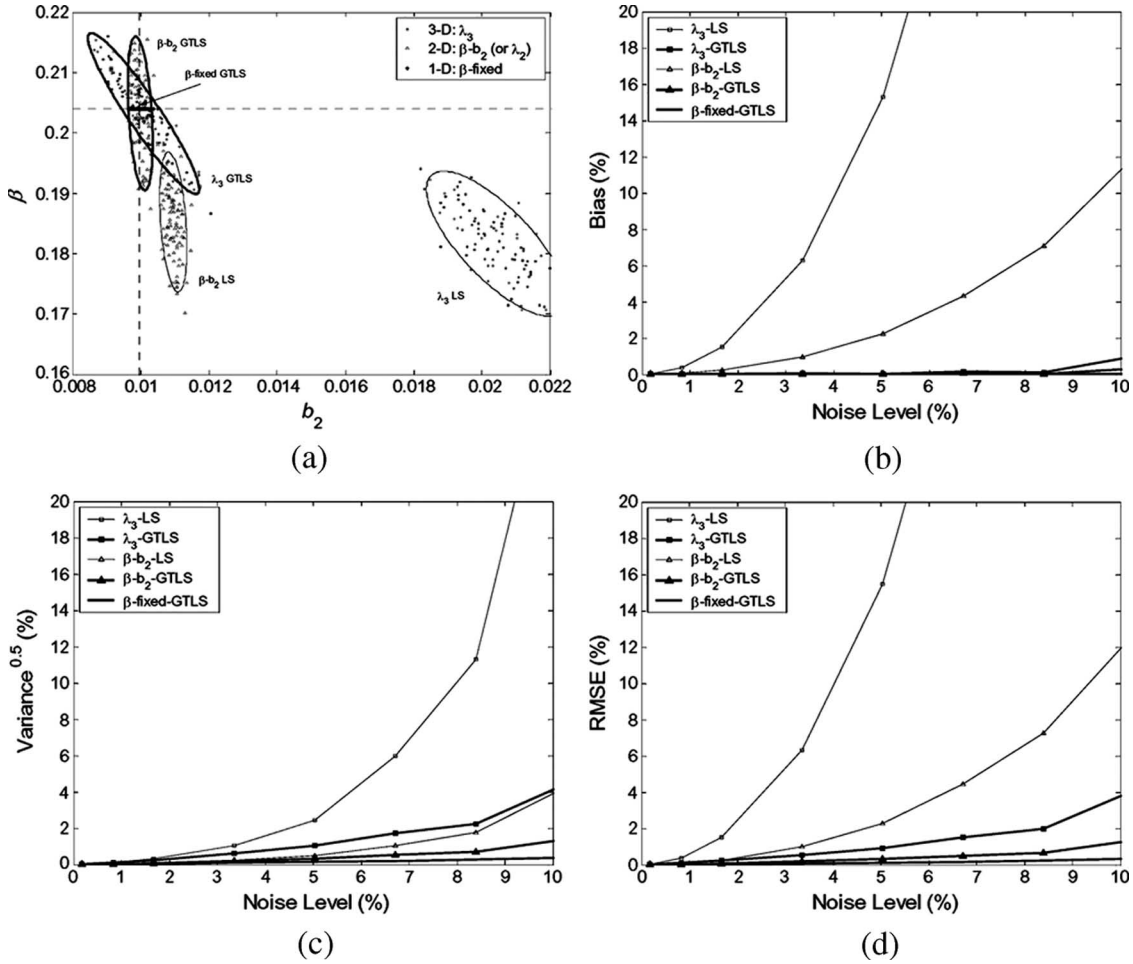 0.22
0.21
0.2
0.19
0.18
0.17
0.16
β
0.008
0.01
0.012
0.014
0.016
0.018
0.02
0.022
b₂
β-b₂ GTLS
β-fixed GTLS
λ₃ GTLS
β-b₂ LS
λ₃ LS
3-D: λ₃
2-D: β-b₂ (or λ₂)
1-D: β-fixed
(a)
20
18
16
14
12
10
8
6
4
2
0
Bias (%)
λ₃-LS
λ₃-GTLS
β-b₂-LS
β-b₂-GTLS
β-fixed-GTLS
0 1 2 3 4 5 6 7 8 9 10
Noise Level (%)
(b)
20
18
16
14
12
10
8
6
4
2
0
Variance⁰·⁵ (%)
λ₃-LS
λ₃-GTLS
β-b₂-LS
β-b₂-GTLS
β-fixed-GTLS
0 1 2 3 4 5 6 7 8 9 10
Noise Level (%)
(c)
20
18
16
14
12
10
8
6
4
2
0
RMSE (%)
λ₃-LS
λ₃-GTLS
β-b₂-LS
β-b₂-GTLS
β-fixed-GTLS
0 1 2 3 4 5 6 7 8 9 10
Noise Level (%)
(d)